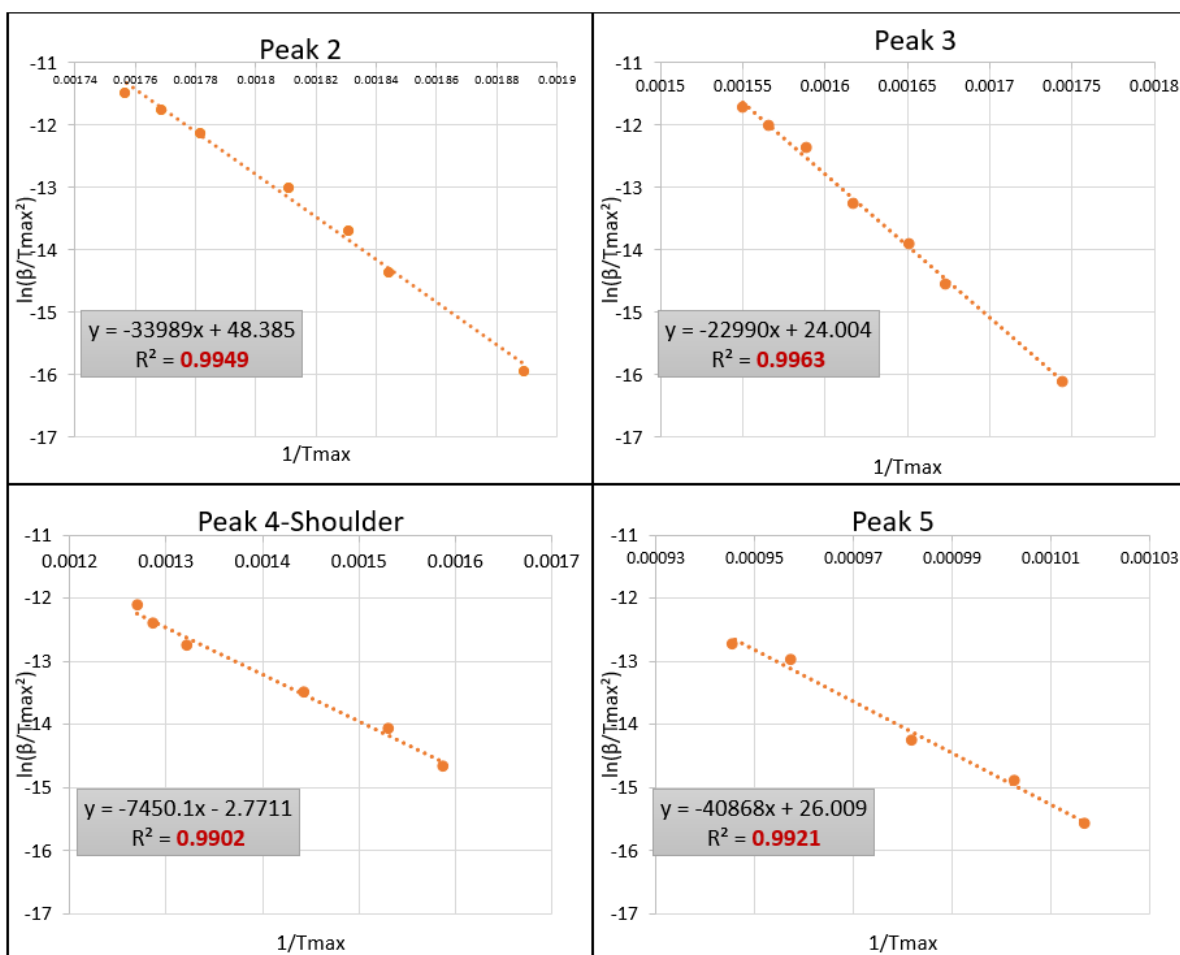 Peak 2
-11
0.00174 0.00176 0.00178 0.0018 0.00182 0.00184 0.00186 0.00188 0.0019
-12
-13
-14
-15
-16
-17
ln(β/Tmax²)
y = -33989x + 48.385
R² = 0.9949
1/Tmax
Peak 3
-11
0.0015 0.00155 0.0016 0.00165 0.0017 0.00175 0.0018
-12
-13
-14
-15
-16
-17
ln(β/Tmax²)
y = -22990x + 24.004
R² = 0.9963
1/Tmax
Peak 4-Shoulder
-11
0.0012 0.0013 0.0014 0.0015 0.0016 0.0017
-12
-13
-14
-15
-16
-17
ln(β/Tmax²)
y = -7450.1x - 2.7711
R² = 0.9902
1/Tmax
Peak 5
-11
0.00093 0.00095 0.00097 0.00099 0.00101 0.00103
-12
-13
-14
-15
-16
-17
ln(β/Tmax²)
y = -40868x + 26.009
R² = 0.9921
1/Tmax